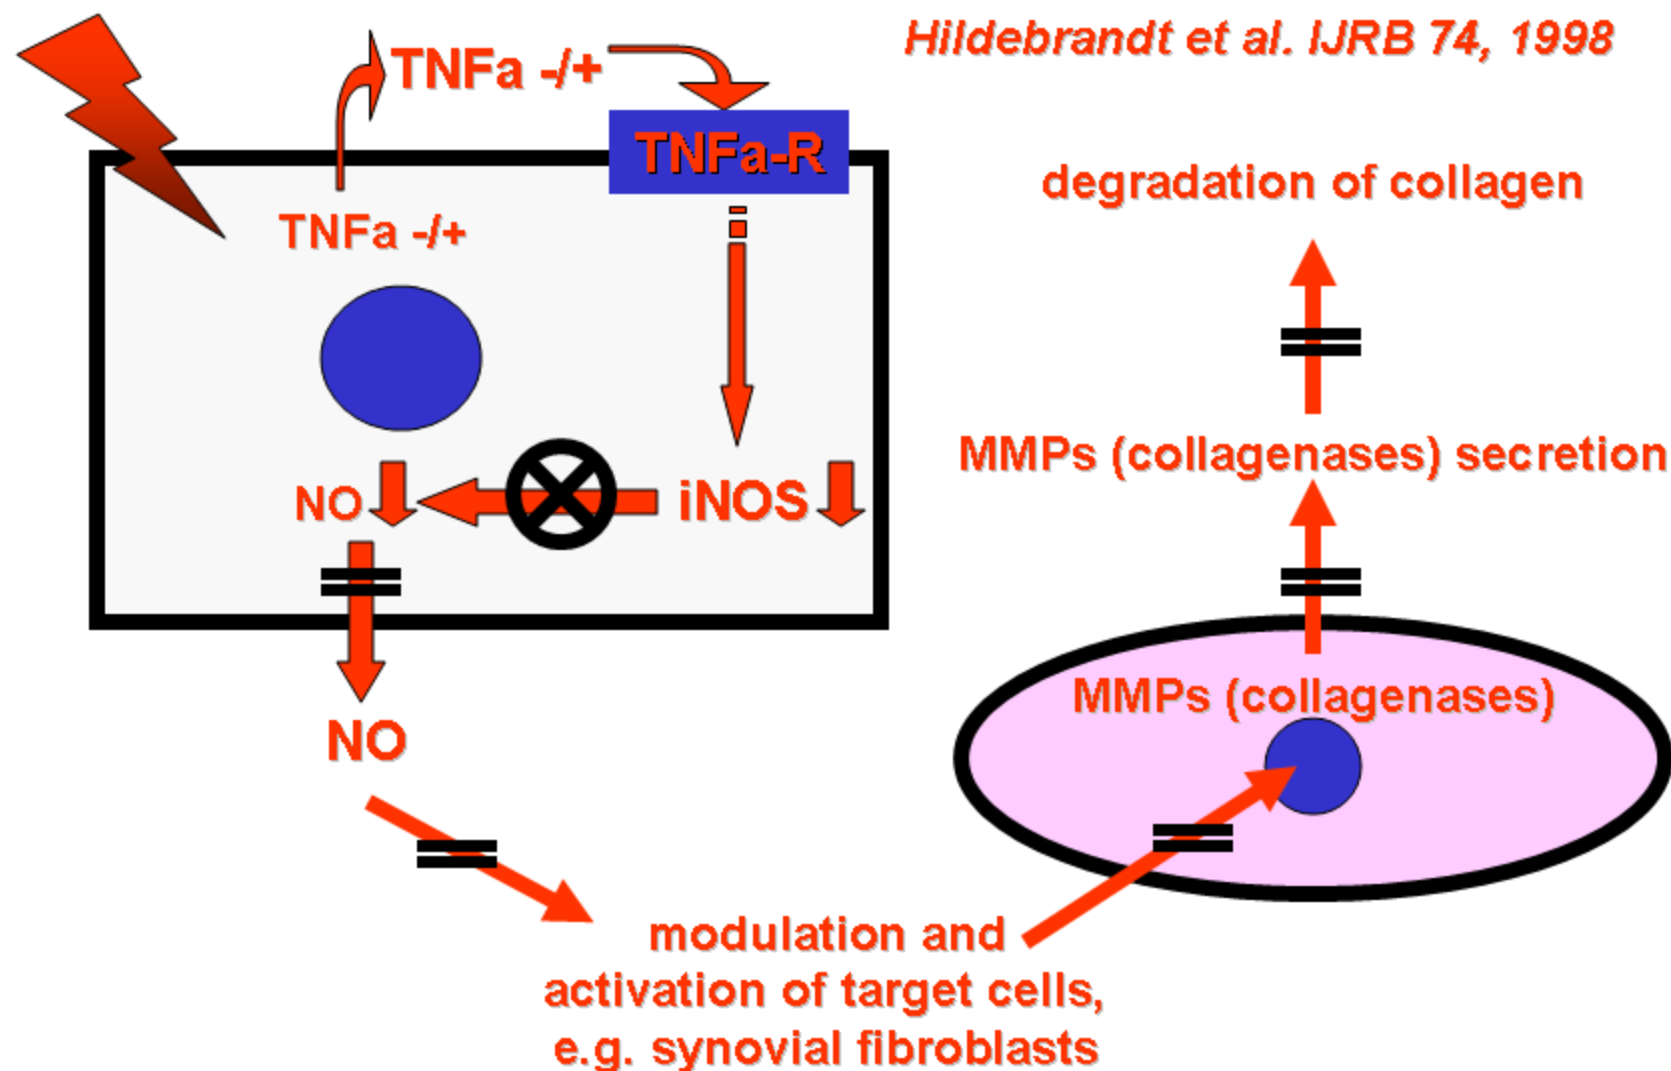 Hildebrandt et al. IJRB 74, 1998
TNFa -/+
TNFa-R
TNFa -/+
NO
iNOS
NO
modulation and
activation of target cells,
e.g. synovial fibroblasts
MMPs (collagenases)
MMPs (collagenases) secretion
degradation of collagen